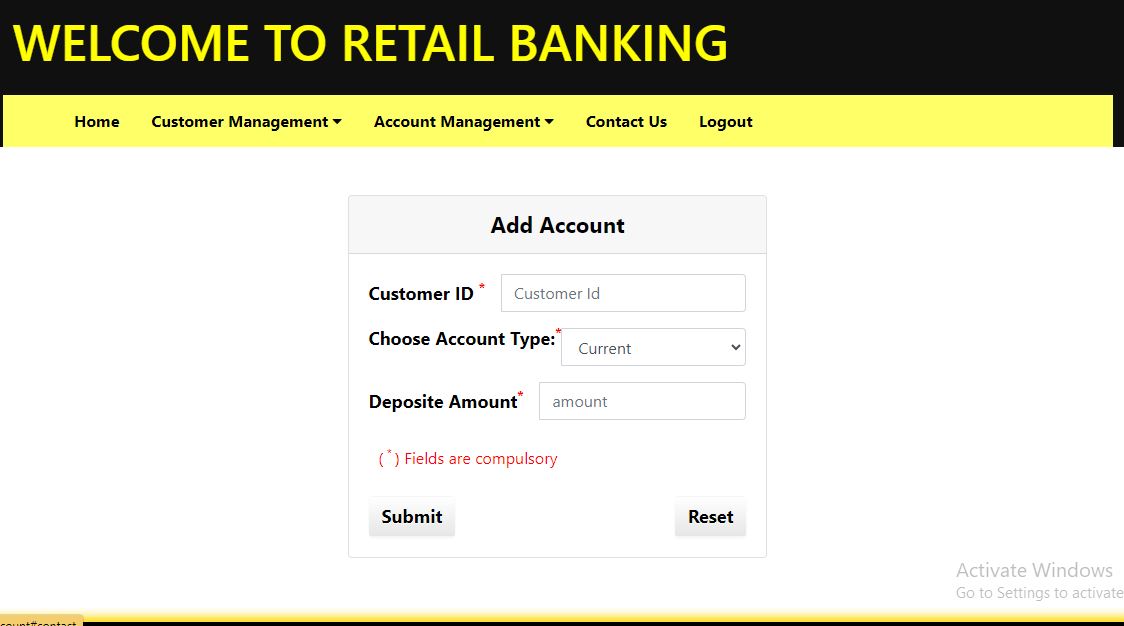 WELCOME TO RETAIL BANKING
Home Customer Management Account Management Contact Us Logout
Add Account
Customer ID * Customer Id
Choose Account Type:* Current
Deposite Amount* amount
(*) Fields are compulsory
Submit Reset
Activate Windows
Go to Settings to activate
count#contact